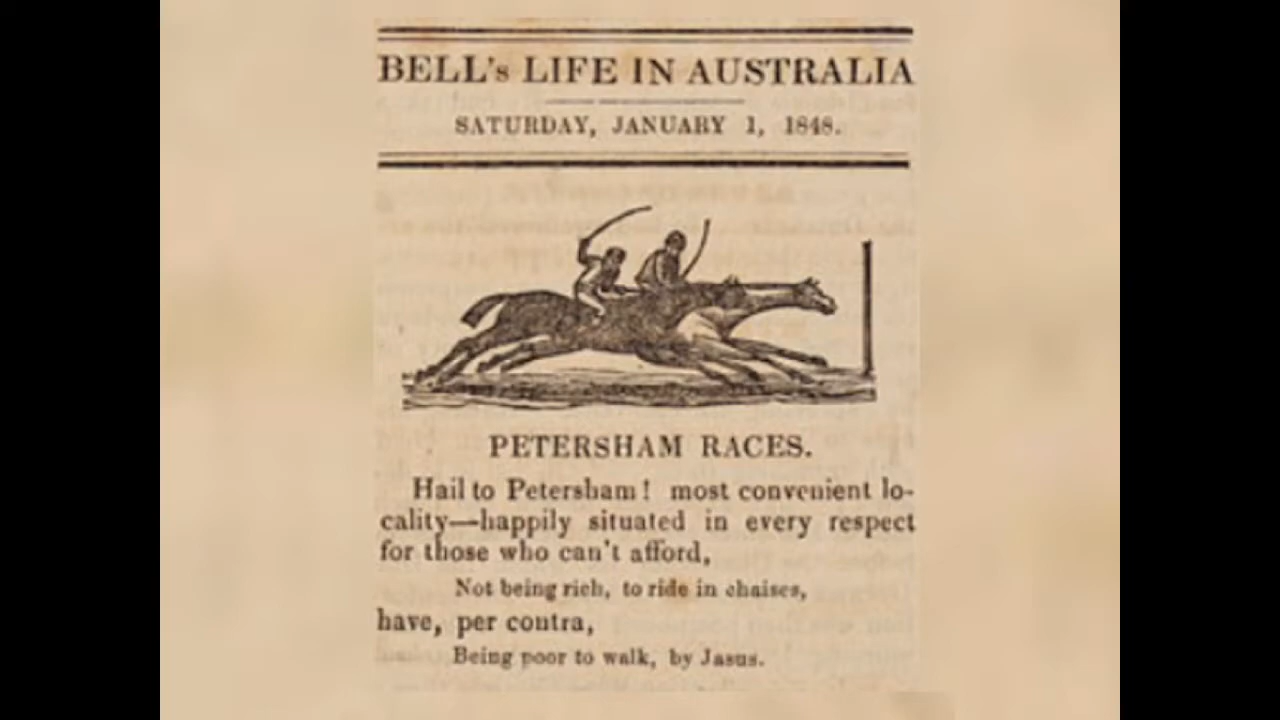 BELL's LIFE IN AUSTRALIA
SATURDAY, JANUARY 1, 1848.
PETERSHAM RACES.
Hail to Petersham! most convenient lo-
cality—happily situated in every respect
for those who can't afford,
Not being rich, to ride in chaises,
have, per contra,
Being poor to walk, by Jasus.